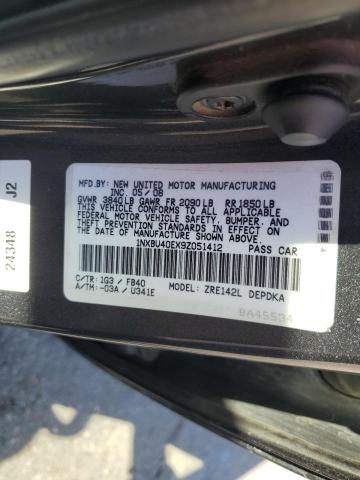 MFD. BY: NEW UNITED MOTOR MANUFACTURING
INC. 05/08
GVWR 3840LB GAWR FR 2090LB RR1850LB
THIS VEHICLE CONFORMS TO ALL APPLICABLE
FEDERAL MOTOR VEHICLE SAFETY, BUMPER, AND
THEFT PREVENTION STANDARDS IN EFFECT ON
THE DATE OF MANUFACTURE SHOWN ABOVE.
1NXBU40EX9Z051412 PASS CAR
C/TR: 1G3 / FB40
A/TM: -03A / U341E
MODEL: ZRE142L DEPDKA
BA45534
24348 J2